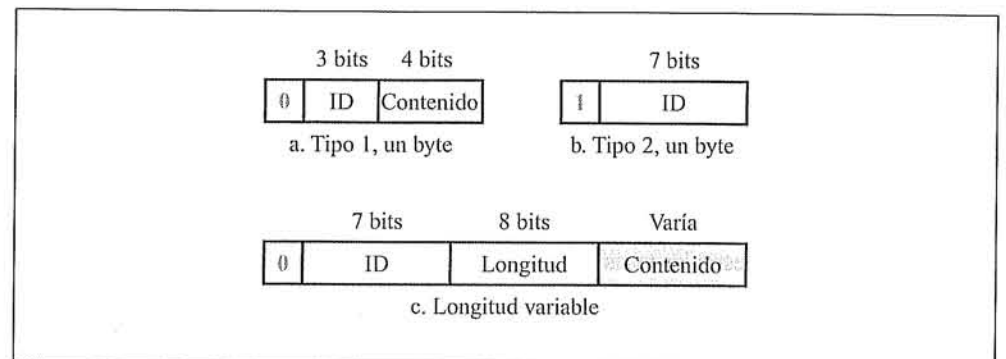 3 bits 4 bits
0 ID Contenido
a. Tipo 1, un byte
7 bits
1 ID
b. Tipo 2, un byte
7 bits 8 bits Varía
0 ID Longitud Contenido
c. Longitud variable